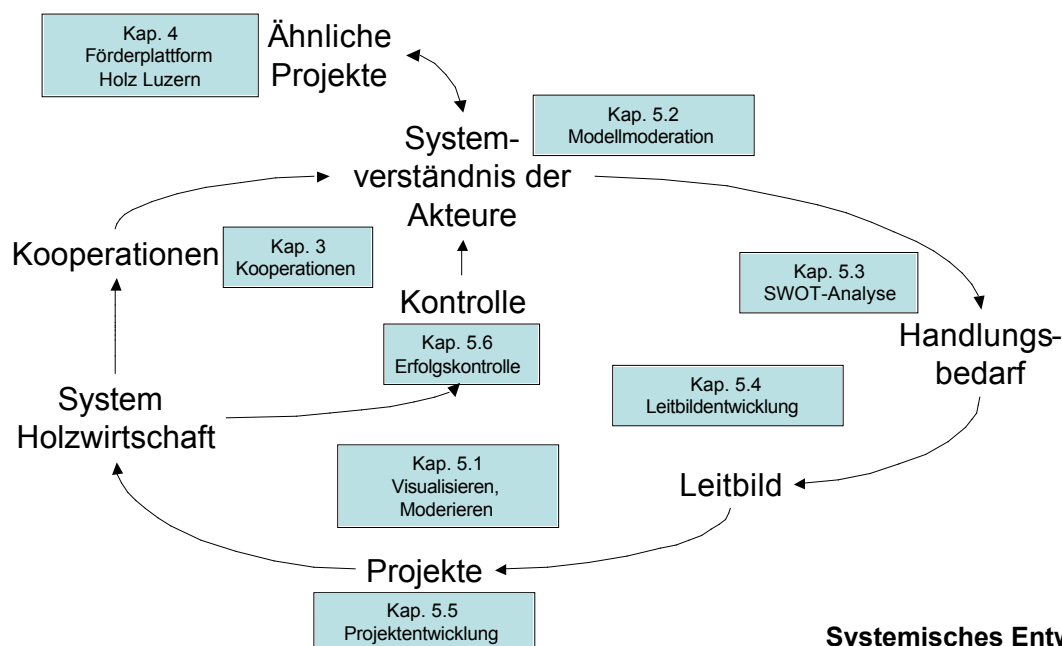 Kap. 4
Förderplattform
Holz Luzern
Ähnliche
Projekte
Kap. 5.2
Modellmoderation
System-
verständnis der
Akteure
Kooperationen
Kap. 3
Kooperationen
Kap. 5.3
SWOT-Analyse
Kontrolle
Kap. 5.6
Erfolgskontrolle
Handlungs-
bedarf
Kap. 5.4
Leitbildentwicklung
System
Holzwirtschaft
Kap. 5.1
Visualisieren,
Moderieren
Leitbild
Projekte
Kap. 5.5
Projektentwicklung
Systemisches